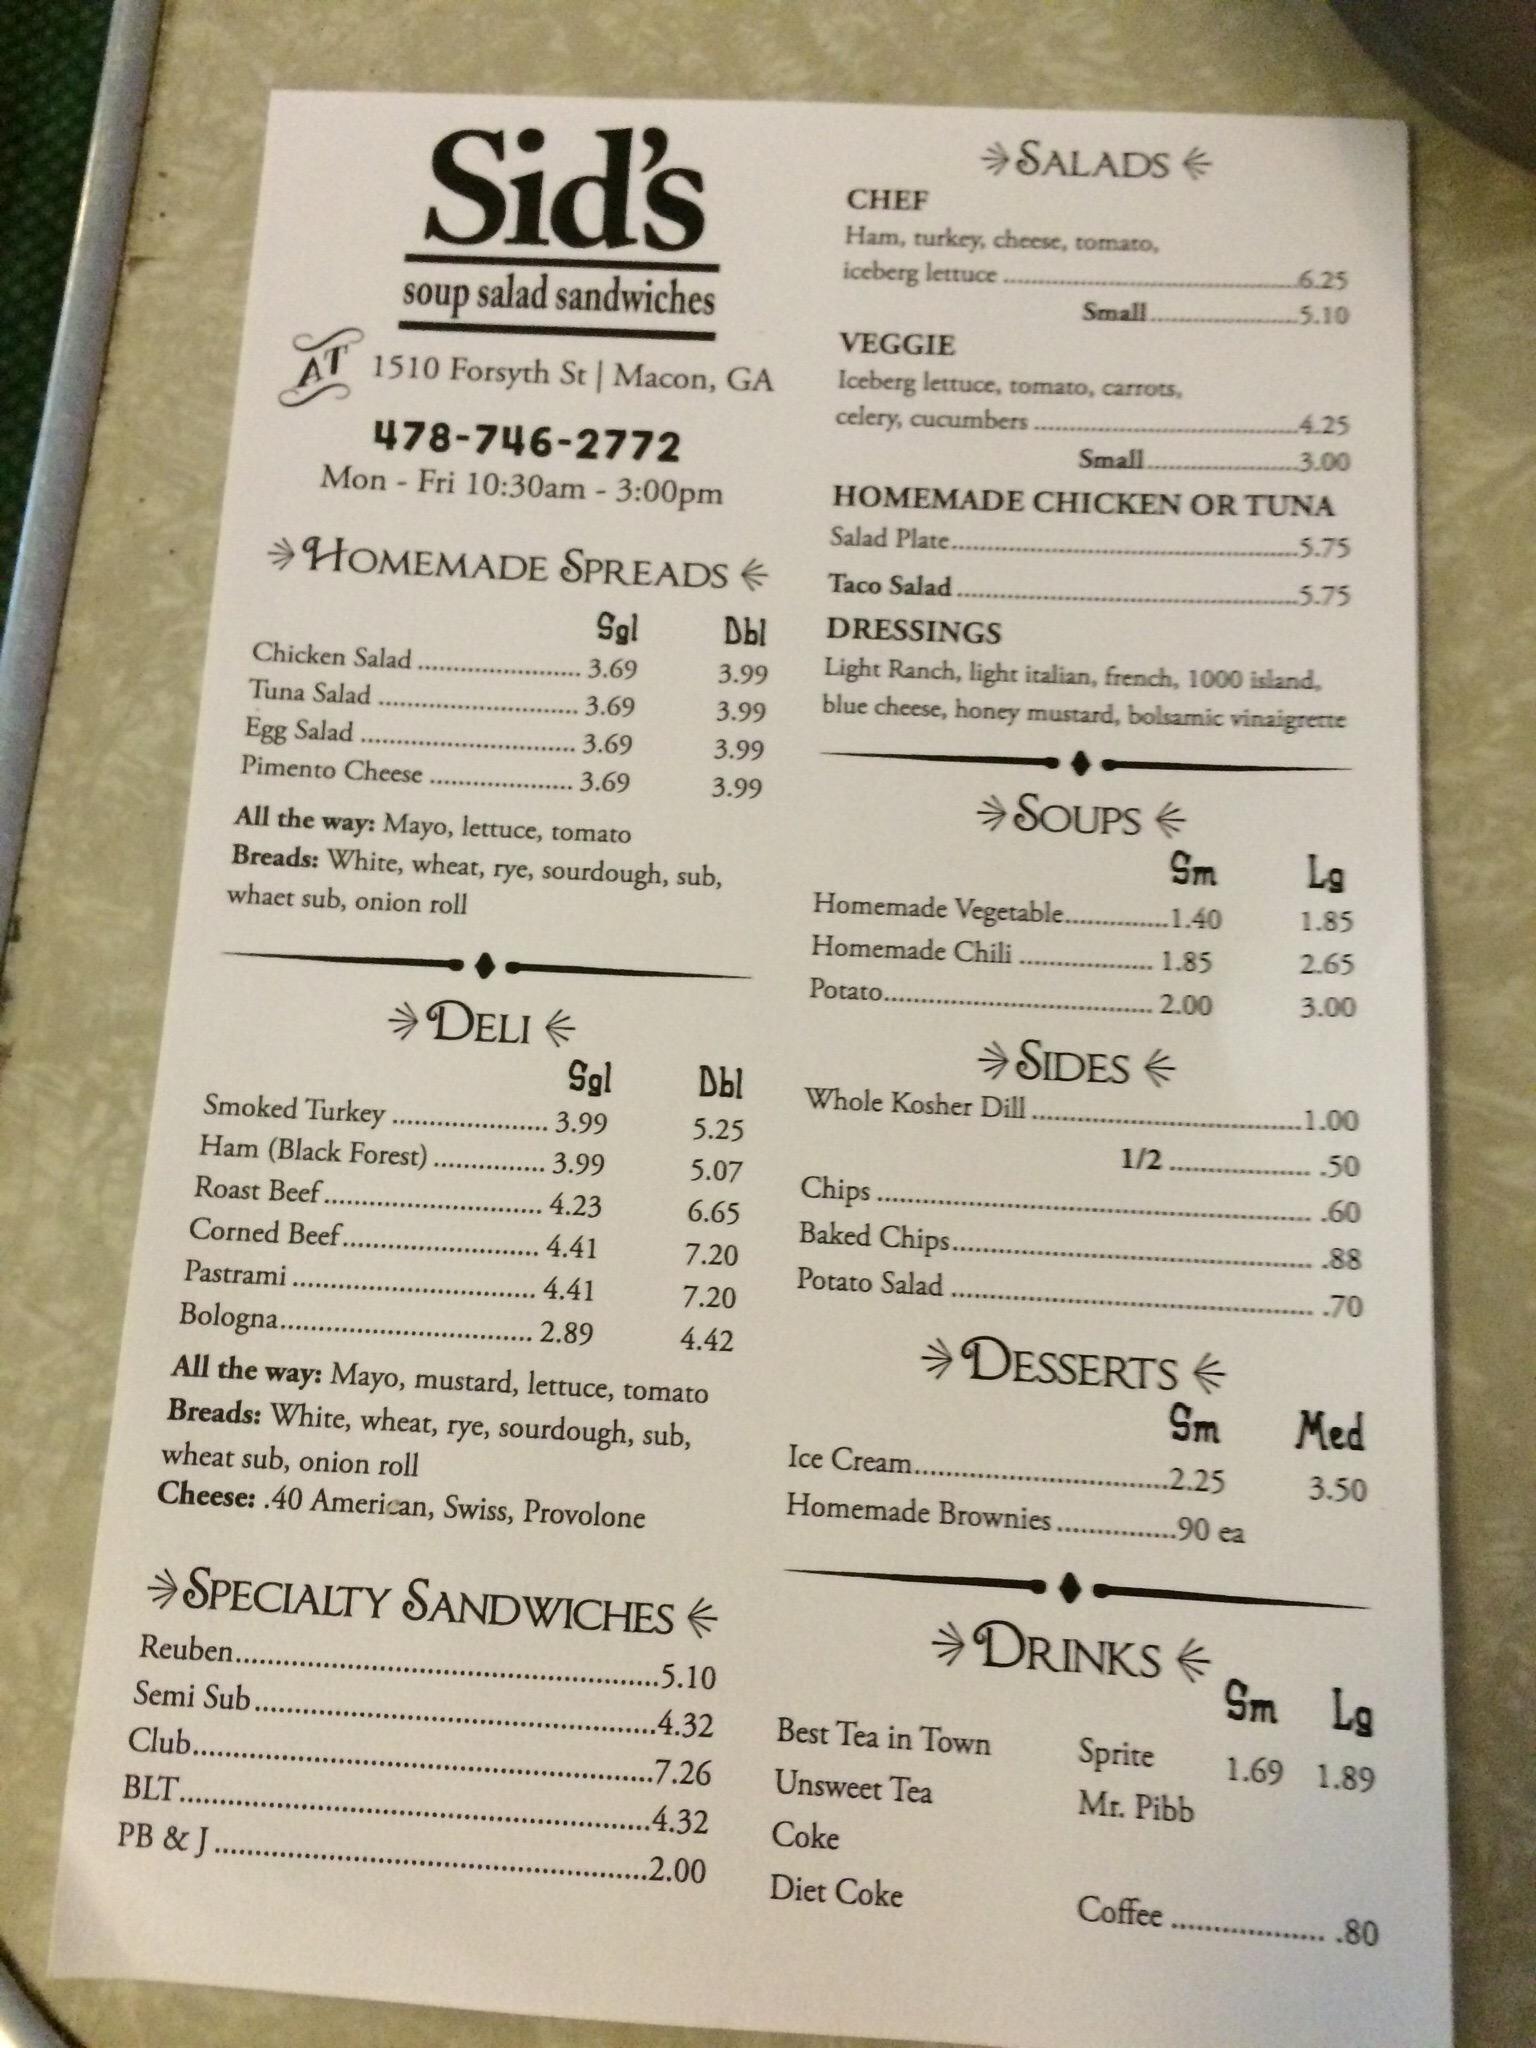 Sid's
soup salad sandwiches
AT 1510 Forsyth St | Macon, GA
478-746-2772
Mon - Fri 10:30am - 3:00pm
HOMEMADE SPREADS
Sgl Dbl
Chicken Salad ........................ 3.69 3.99
Tuna Salad ............................. 3.69 3.99
Egg Salad ............................... 3.69 3.99
Pimento Cheese ..................... 3.69 3.99
All the way: Mayo, lettuce, tomato
Breads: White, wheat, rye, sourdough, sub,
whaet sub, onion roll
DELI
Sgl Dbl
Smoked Turkey ...................... 3.99 5.25
Ham (Black Forest) ................ 3.99 5.07
Roast Beef ............................... 4.23 6.65
Corned Beef ............................ 4.41 7.20
Pastrami .................................. 4.41 7.20
Bologna ................................... 2.89 4.42
All the way: Mayo, mustard, lettuce, tomato
Breads: White, wheat, rye, sourdough, sub,
wheat sub, onion roll
Cheese: .40 American, Swiss, Provolone
SPECIALTY SANDWICHES
Reuben.....................................................5.10
Semi Sub..................................................4.32
Club.........................................................7.26
BLT..........................................................4.32
PB & J ......................................................2.00
SALADS
CHEF
Ham, turkey, cheese, tomato,
iceberg lettuce ..........................................6.25
Small.....................5.10
VEGGIE
Iceberg lettuce, tomato, carrots,
celery, cucumbers .....................................4.25
Small.....................3.00
HOMEMADE CHICKEN OR TUNA
Salad Plate.................................................5.75
Taco Salad ................................................5.75
DRESSINGS
Light Ranch, light italian, french, 1000 island,
blue cheese, honey mustard, bolsamic vinaigrette
SOUPS
Sm Lg
Homemade Vegetable...............1.40 1.85
Homemade Chili ................... 1.85 2.65
Potato...................................... 2.00 3.00
SIDES
Whole Kosher Dill .....................................1.00
1/2 .................... .50
Chips .......................................................... .60
Baked Chips................................................ .88
Potato Salad ................................................ .70
DESSERTS
Sm Med
Ice Cream....................................2.25 3.50
Homemade Brownies ................90 ea
DRINKS
Sm Lg
Best Tea in Town Sprite 1.69 1.89
Unsweet Tea Mr. Pibb
Coke
Diet Coke Coffee ...................... .80